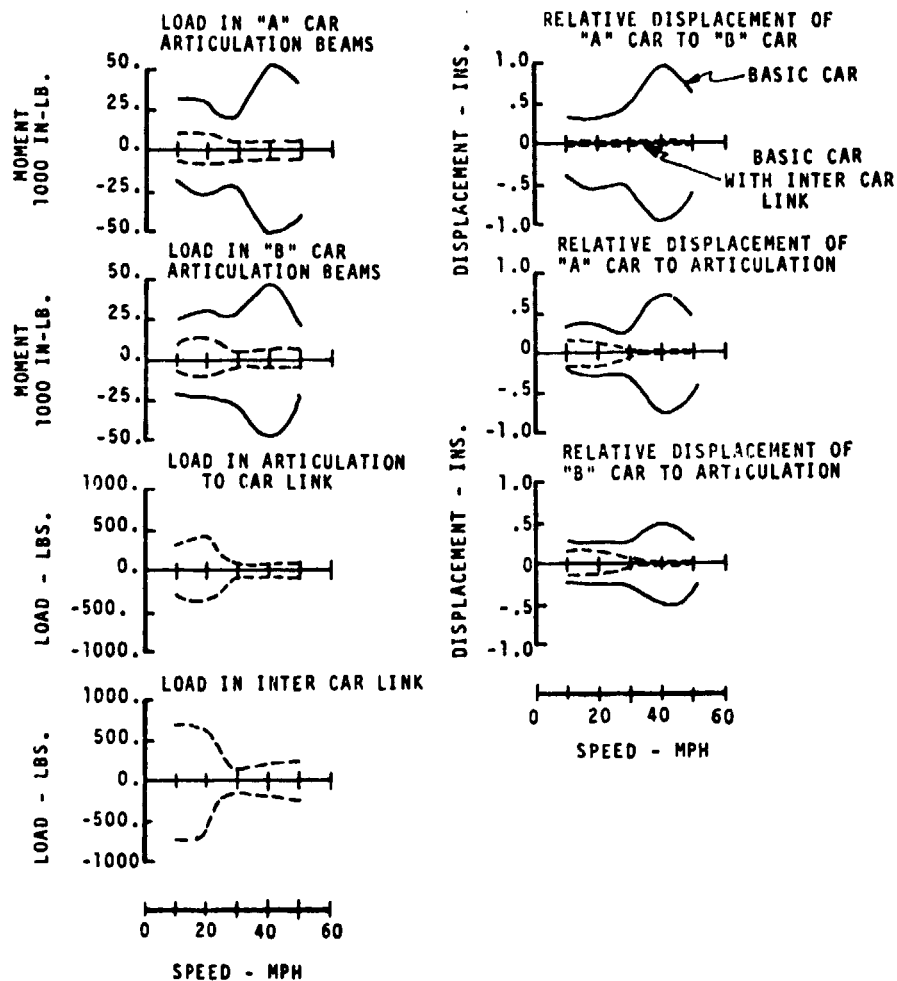 LOAD IN "A" CAR
ARTICULATION BEAMS
MOMENT
1000 IN-LB.
50.
25
0.
-25.
-50.
LOAD IN "B" CAR
ARTICULATION BEAMS
MOMENT
1000 IN-LB.
50.
25.
0.
-25.
-50.
LOAD IN ARTICULATION
TO CAR LINK
LOAD - LBS.
1000.
500.
0.
-500.
-1000.
LOAD IN INTER CAR LINK
LOAD - LBS.
1000.
500.
0.
-500.
-1000
0 20 40 60
SPEED - MPH
RELATIVE DISPLACEMENT OF
"A" CAR TO "B" CAR
DISPLACEMENT - INS.
1.0
.5
0
-.5
-1.0
BASIC CAR
BASIC CAR
WITH INTER CAR
LINK
RELATIVE DISPLACEMENT OF
"A" CAR TO ARTICULATION
1.0
.5
0
-.5
-1.0
RELATIVE DISPLACEMENT OF
"B" CAR TO ARTICULATION
DISPLACEMENT - INS.
1.0
.5
0
-.5
-1.0
0 20 40 60
SPEED - MPH